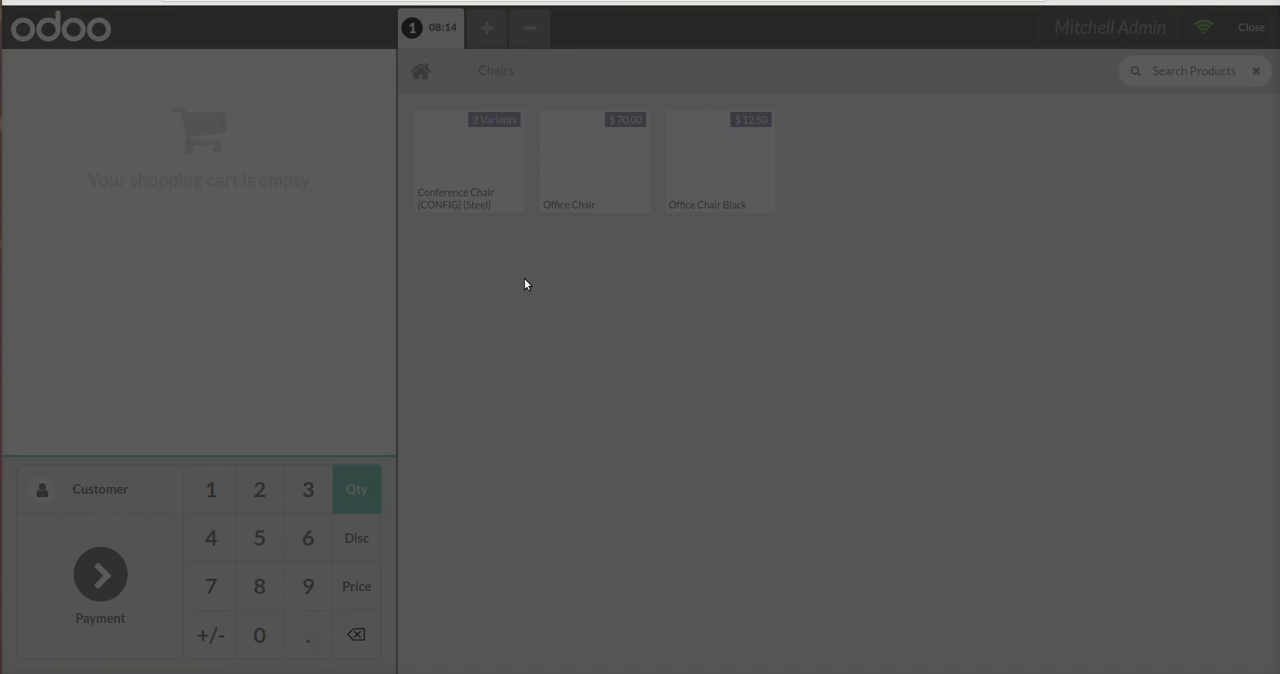 odoo
1 08:14 + −
Mitchell Admin
Close
Chairs
Search Products
Your shopping cart is empty
2 Variants
Conference Chair
(CONFIG) (Steel)
$ 70.00
Office Chair
$ 12.50
Office Chair Black
Customer
Payment
1 2 3 Qty
4 5 6 Disc
7 8 9 Price
+/- 0 .